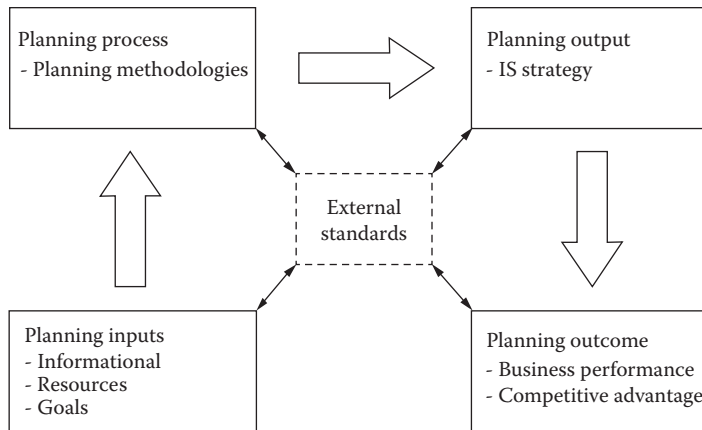 Planning process
- Planning methodologies
Planning output
- IS strategy
External
standards
Planning inputs
- Informational
- Resources
- Goals
Planning outcome
- Business performance
- Competitive advantage